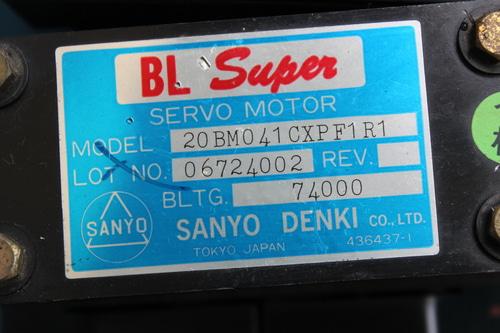 BL Super
SERVO MOTOR
MODEL 20BM041CXPF1R1
LOT NO. 06724002 REV.
BLTG. 74000
SANYO
SANYO DENKI CO., LTD.
TOKYO JAPAN 436437-1